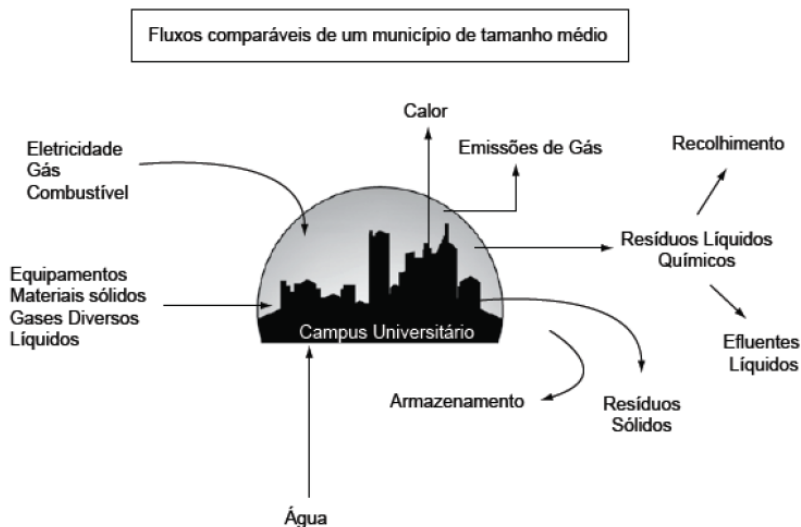 Fluxos comparáveis de um município de tamanho médio
Calor
Emissões de Gás
Recolhimento
Eletricidade
Gás
Combustível
Resíduos Líquidos
Químicos
Equipamentos
Materiais sólidos
Gases Diversos
Líquidos
Campus Universitário
Efluentes
Líquidos
Armazenamento
Resíduos
Sólidos
Água